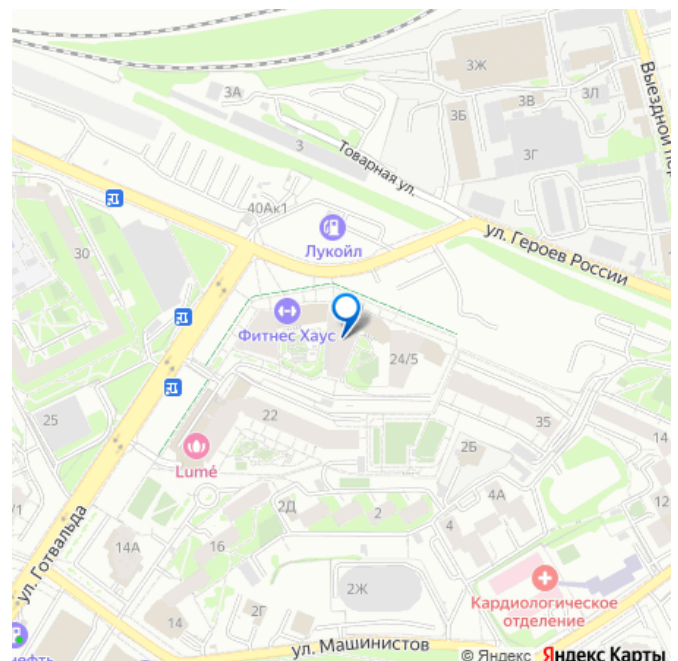 3Ж
3А
3В
3Л
3Б
3
3Г
Товарная ул.
40Ак1
Лукойл
ул. Героев России
30
Фитнес Хаус
24/5
22
25
35
14
2Б
Lumé
4А
12
2Д
2
4
/1
14А
16
ул. Готвальда
2Ж
Кардиологическое
отделение
2Г
14
ул. Машинистов
© Яндекс Яндекс Карты